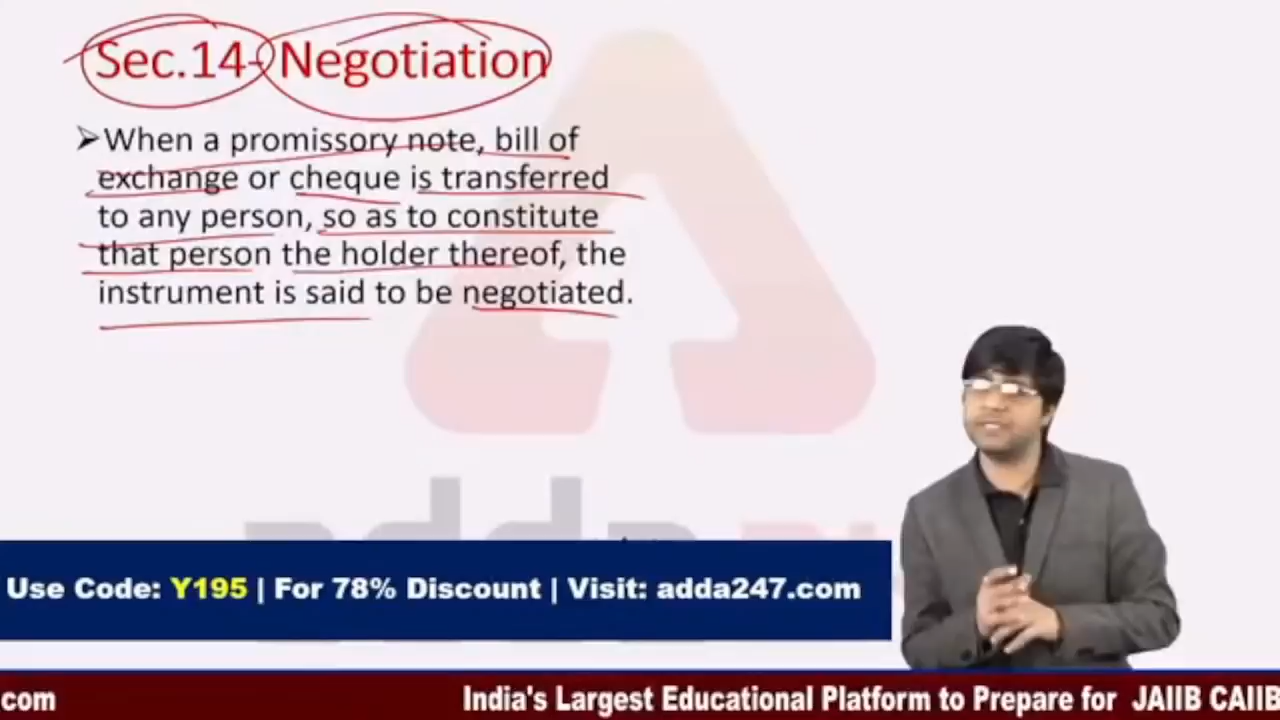 Sec.14- Negotiation
➢When a promissory note, bill of
exchange or cheque is transferred
to any person, so as to constitute
that person the holder thereof, the
instrument is said to be negotiated.
Use Code: Y195 | For 78% Discount | Visit: adda247.com
.com India's Largest Educational Platform to Prepare for JAIIB CAIIB